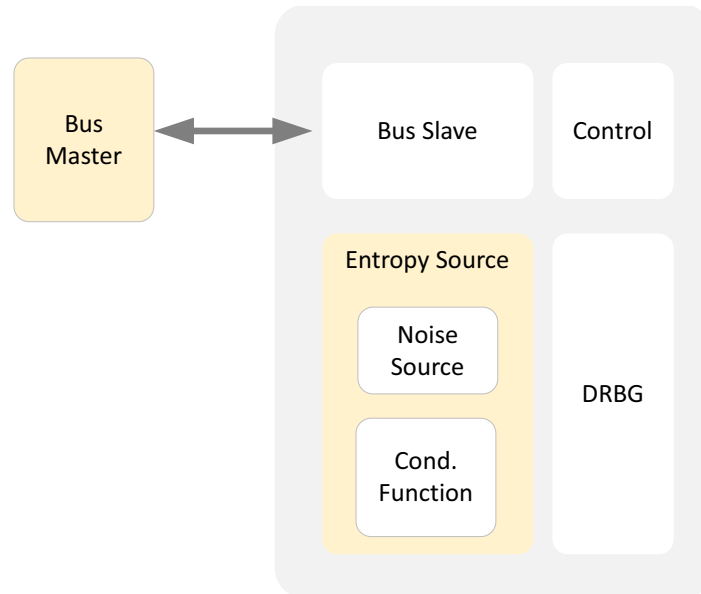 Bus
Master
Bus Slave
Control
Entropy Source
Noise
Source
Cond.
Function
DRBG